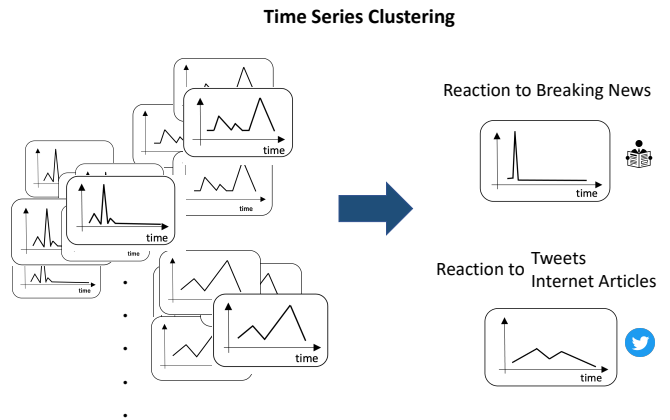 Time Series Clustering
Reaction to Breaking News
time
time
time
time
time
time
time
Reaction to Tweets
Internet Articles
time